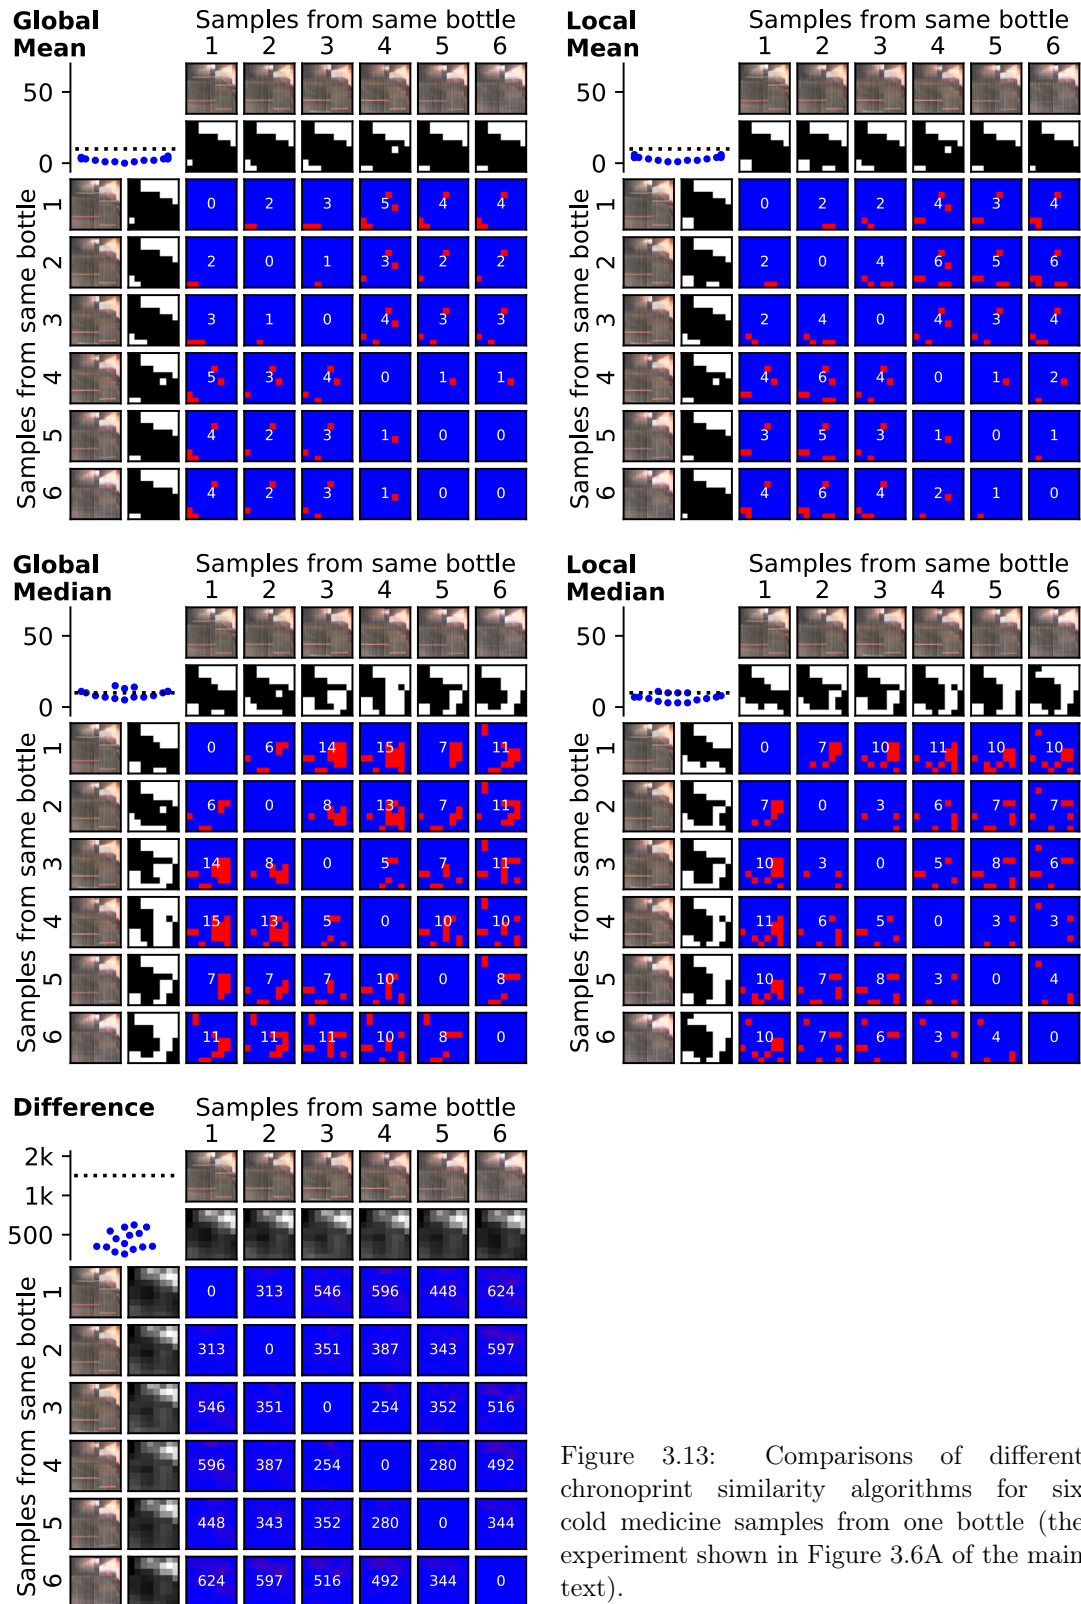 Global
Mean
Samples from same bottle
1 2 3 4 5 6
50
0
Samples from same bottle
1 0 2 3 5 4 4
2 2 0 1 3 2 2
3 3 1 0 4 3 3
4 5 3 4 0 1 1
5 4 2 3 1 0 0
6 4 2 3 1 0 0
Local
Mean
Samples from same bottle
1 2 3 4 5 6
50
0
Samples from same bottle
1 0 2 2 4 3 4
2 2 0 4 6 5 6
3 2 4 0 4 3 4
4 4 6 4 0 1 2
5 3 5 3 1 0 1
6 4 6 4 2 1 0
Global
Median
Samples from same bottle
1 2 3 4 5 6
50
0
Samples from same bottle
1 0 6 14 15 7 11
2 6 0 8 13 7 11
3 14 8 0 5 7 11
4 15 13 5 0 10 10
5 7 7 7 10 0 8
6 11 11 11 10 8 0
Local
Median
Samples from same bottle
1 2 3 4 5 6
50
0
Samples from same bottle
1 0 7 10 11 10 10
2 7 0 3 6 7 7
3 10 3 0 5 8 6
4 11 6 5 0 3 3
5 10 7 8 3 0 4
6 10 7 6 3 4 0
Difference
Samples from same bottle
1 2 3 4 5 6
2k
1k
500
Samples from same bottle
1 0 313 546 596 448 624
2 313 0 351 387 343 597
3 546 351 0 254 352 516
4 596 387 254 0 280 492
5 448 343 352 280 0 344
6 624 597 516 492 344 0
Figure 3.13: Comparisons of different
chronoprint similarity algorithms for six
cold medicine samples from one bottle (the
experiment shown in Figure 3.6A of the main
text).